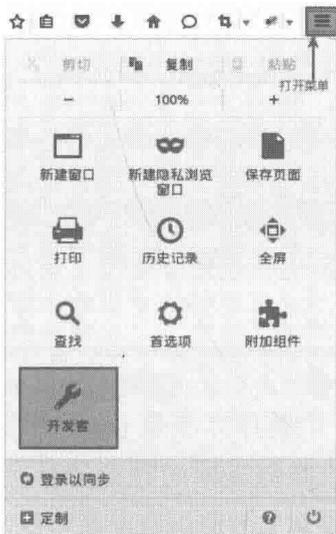 剪切 复制 粘贴
打开菜单
− 100% +
新建窗口 新建隐私浏览窗口 保存页面
打印 历史记录 全屏
查找 首选项 附加组件
开发者
登录以同步
定制